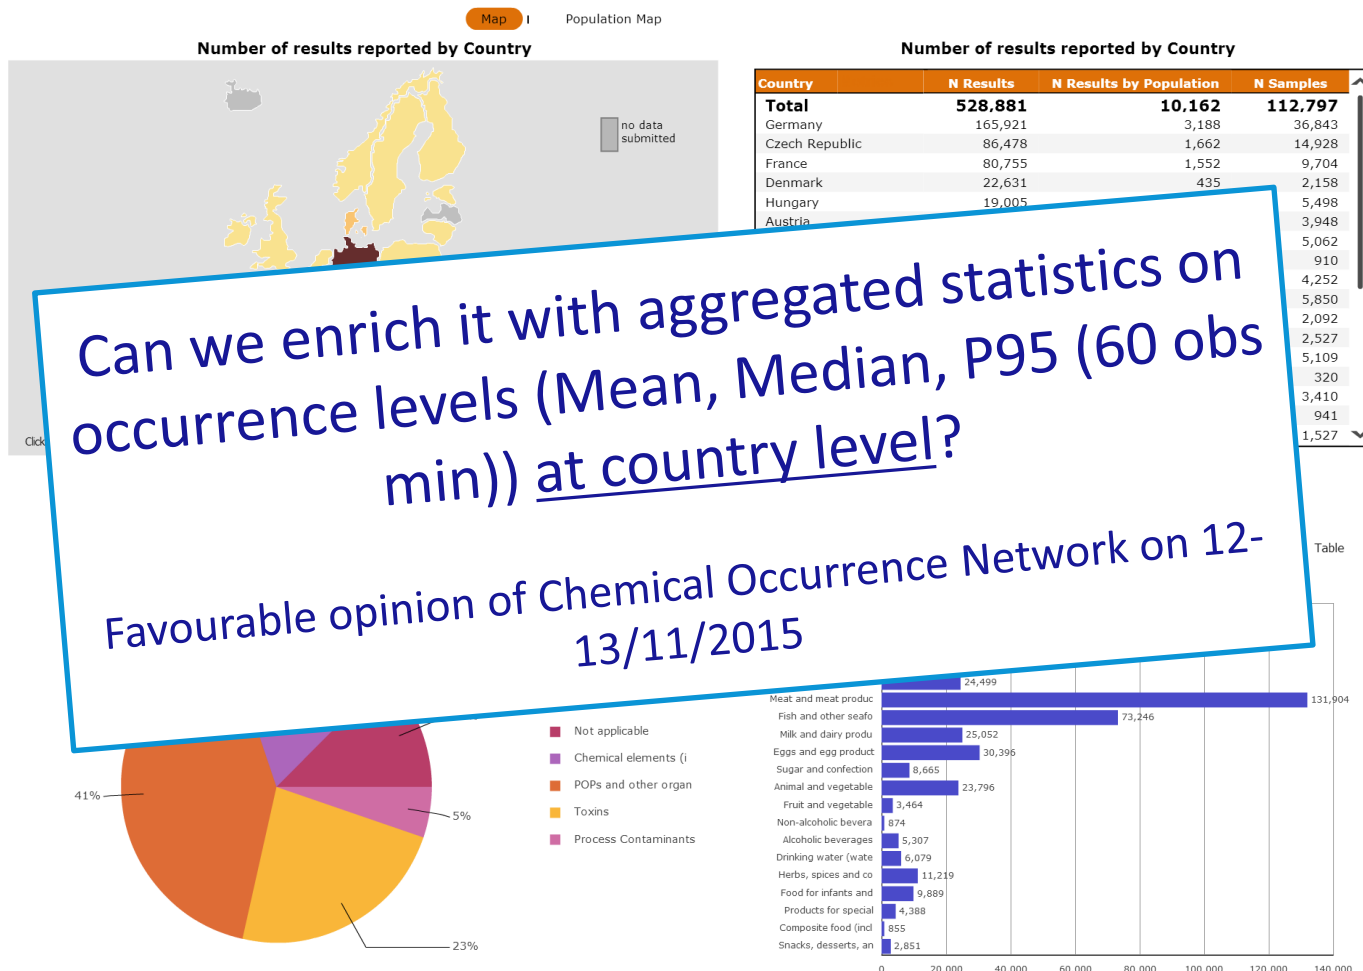 Map
Population Map
Number of results reported by Country
no data
submitted
Number of results reported by Country
Country N Results N Results by Population N Samples
Total 528,881 10,162 112,797
Germany 165,921 3,188 36,843
Czech Republic 86,478 1,662 14,928
France 80,755 1,552 9,704
Denmark 22,631 435 2,158
Hungary 19,005 5,498
Austria 3,948
5,062
910
4,252
5,850
2,092
2,527
5,109
320
3,410
941
1,527
Click
Can we enrich it with aggregated statistics on
occurrence levels (Mean, Median, P95 (60 obs
min)) at country level?
Favourable opinion of Chemical Occurrence Network on 12-
13/11/2015
Table
41%
5%
23%
Not applicable
Chemical elements (i
POPs and other organ
Toxins
Process Contaminants
24,499
Meat and meat produc 131,904
Fish and other seafo 73,246
Milk and dairy produ 25,052
Eggs and egg product 30,396
Sugar and confection 8,665
Animal and vegetable 23,796
Fruit and vegetable 3,464
Non-alcoholic bevera 874
Alcoholic beverages 5,307
Drinking water (wate 6,079
Herbs, spices and co 11,219
Food for infants and 9,889
Products for special 4,388
Composite food (incl 855
Snacks, desserts, an 2,851
0 20,000 40,000 60,000 80,000 100,000 120,000 140,000